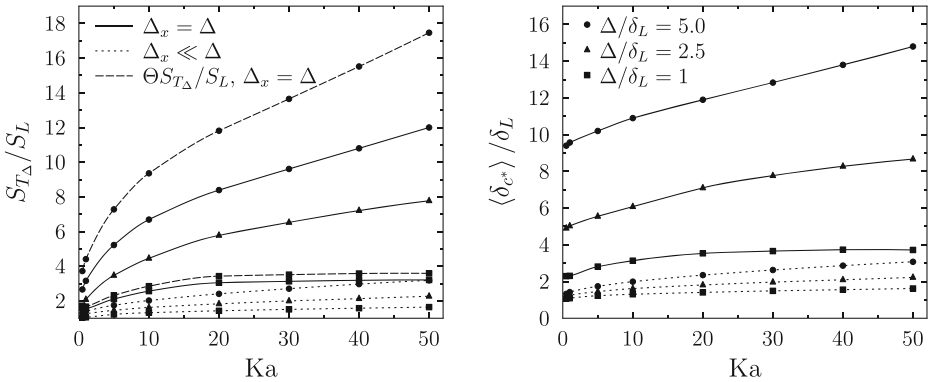 18
16
14
12
10
8
6
4
2
S_{T_Δ}/S_L
Δ_x = Δ
Δ_x ≪ Δ
ΘS_{T_Δ}/S_L, Δ_x = Δ
0 10 20 30 40 50
Ka
16
14
12
10
8
6
4
2
0
⟨δ_{c*}⟩/δ_L
Δ/δ_L = 5.0
Δ/δ_L = 2.5
Δ/δ_L = 1
0 10 20 30 40 50
Ka